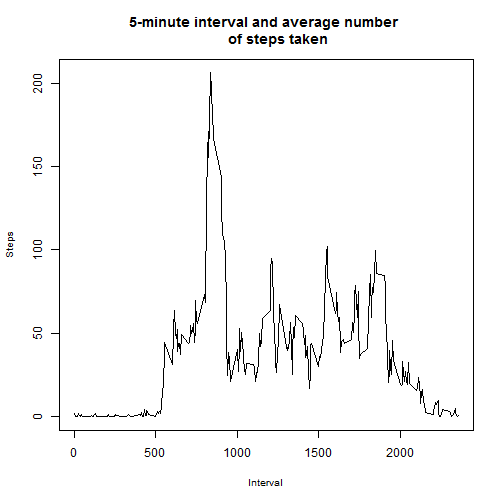 5-minute interval and average number
of steps taken
200
150
100
50
0
Steps
0 500 1000 1500 2000
Interval